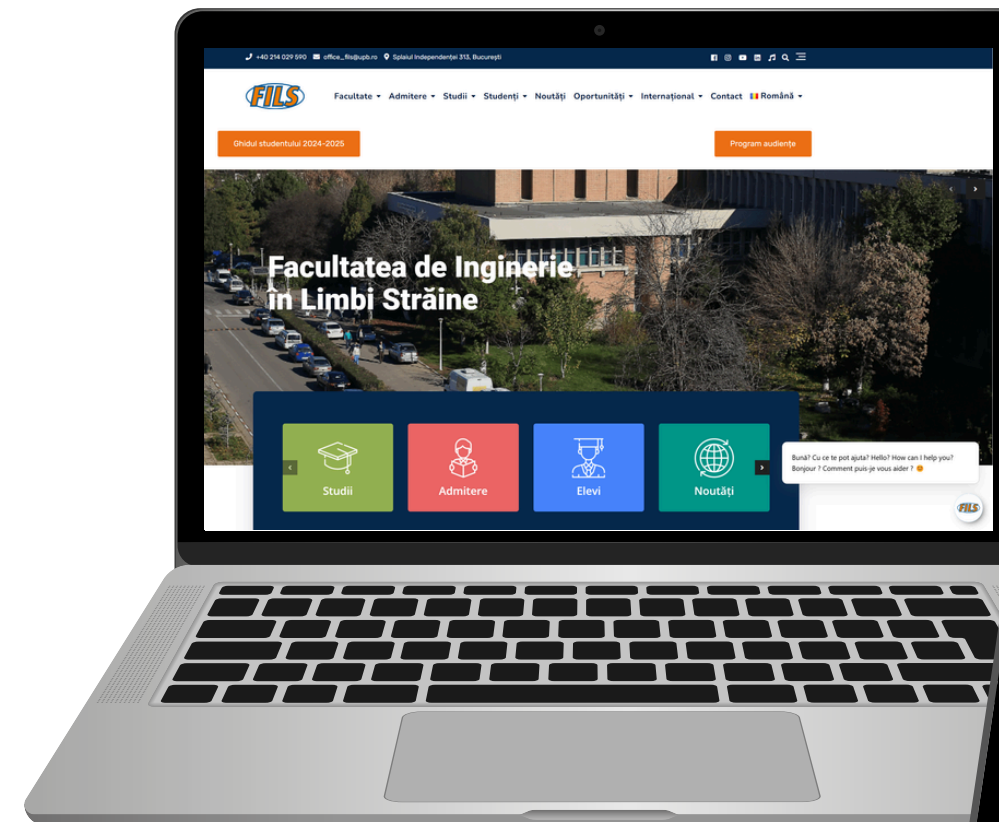 +40 214 029 590 office_fils@upb.ro Splaiul Independenței 313, București
FILS Facultate Admitere Studii Studenți Noutăți Oportunități Internațional Contact Română
Ghidul studentului 2024-2025 Program audiențe
Facultatea de Inginerie
în Limbi Străine
Studii Admitere Elevi Noutăți
Bună? Cu ce te pot ajuta? Hello? How can I help you?
Bonjour ? Comment puis-je vous aider ?
FILS